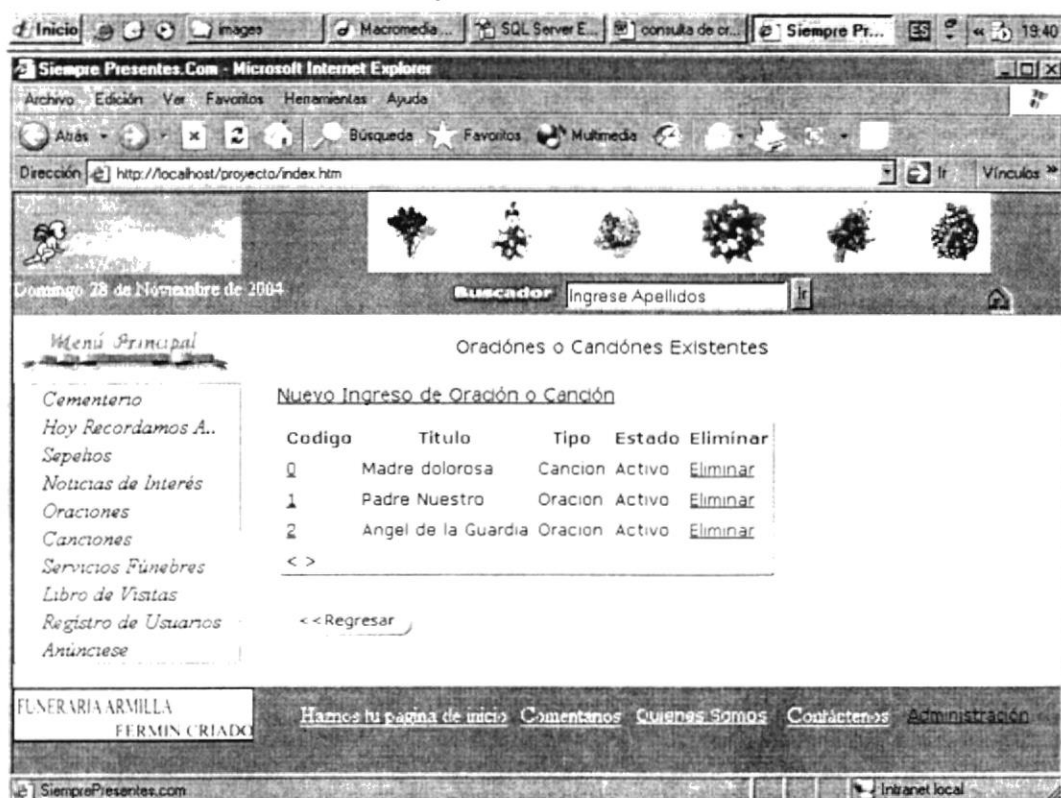 Inicio images Macromedia ... SQL Server E... consulta de or... Siempre Pr... ES « 19:40
Siempre Presentes.Com - Microsoft Internet Explorer
Archivo Edición Ver Favoritos Herramientas Ayuda
Atrás Búsqueda Favoritos Multimedia
Dirección http://localhost/proyecto/index.htm Ir Vínculos »
Domingo 28 de Noviembre de 2004 Buscador Ingrese Apellidos Ir
Menú Principal
Oraciónes o Canciónes Existentes
Cementerio
Hoy Recordamos A..
Sepelios
Noticias de Interés
Oraciones
Canciones
Servicios Fúnebres
Libro de Visitas
Registro de Usuarios
Anúnciese
Nuevo Ingreso de Oración o Canción
Codigo Titulo Tipo Estado Eliminar
0 Madre dolorosa Cancion Activo Eliminar
1 Padre Nuestro Oracion Activo Eliminar
2 Angel de la Guardia Oracion Activo Eliminar
< >
<<Regresar
FUNERARIA ARMILLA
FERMIN CRIADO
Haznos tu pagina de inicio Comentarios Quienes Somos Contáctenos Administración
SiemprePresentes.com Intranet local